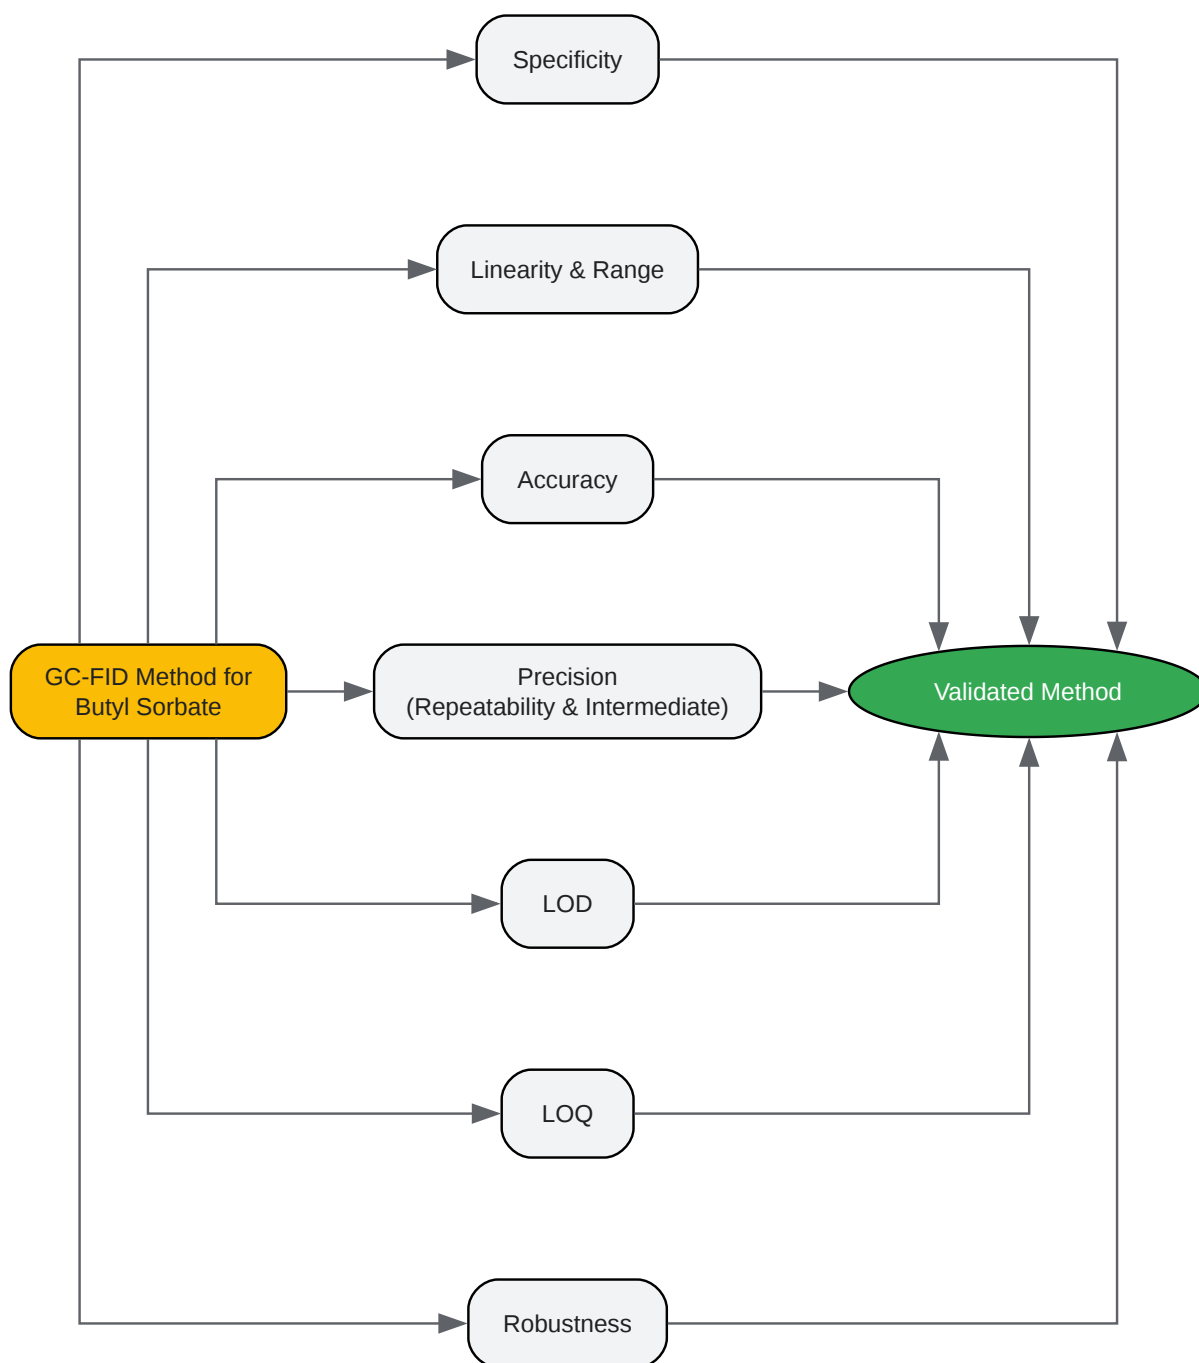 Specificity
Linearity & Range
Accuracy
GC-FID Method for
Butyl Sorbate
Precision
(Repeatability & Intermediate)
Validated Method
LOD
LOQ
Robustness